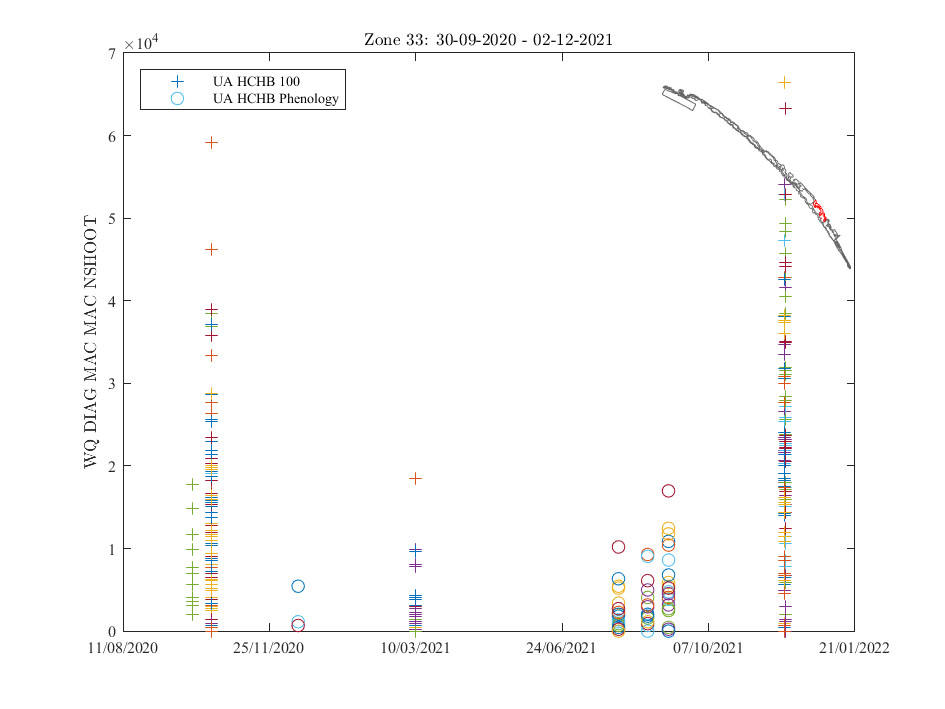 Zone 33: 30-09-2020 - 02-12-2021
×10⁴
UA HCHB 100
UA HCHB Phenology
WQ DIAG MAC MAC NSHOOT
7
6
5
4
3
2
1
0
11/08/2020 25/11/2020 10/03/2021 24/06/2021 07/10/2021 21/01/2022